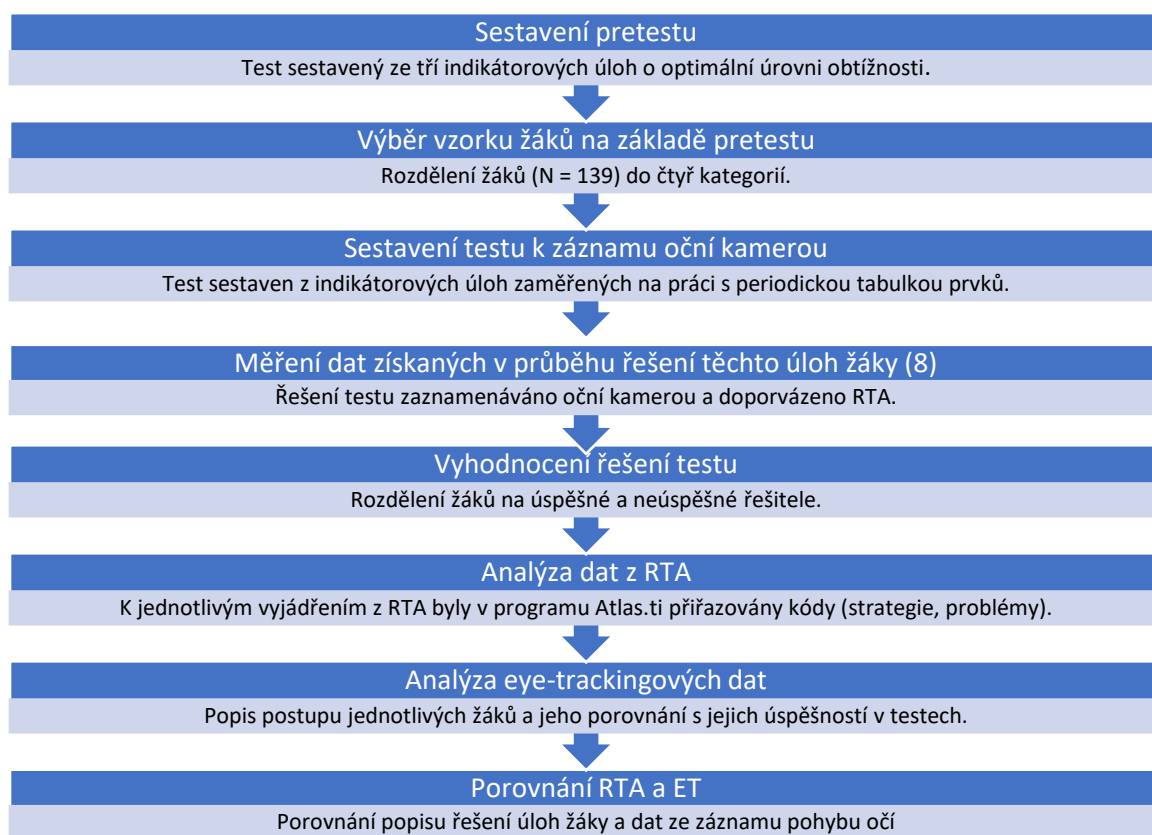 Sestavení pretestu
Test sestavený ze tří indikátorových úloh o optimální úrovni obtížnosti.
Výběr vzorku žáků na základě pretestu
Rozdělení žáků (N = 139) do čtyř kategorií.
Sestavení testu k záznamu oční kamerou
Test sestaven z indikátorových úloh zaměřených na práci s periodickou tabulkou prvků.
Měření dat získaných v průběhu řešení těchto úloh žáky (8)
Řešení testu zaznamenáváno oční kamerou a doporvázeno RTA.
Vyhodnocení řešení testu
Rozdělení žáků na úspěšné a neúspěšné řešitele.
Analýza dat z RTA
K jednotlivým vyjádřením z RTA byly v programu Atlas.ti přiřazovány kódy (strategie, problémy).
Analýza eye-trackingových dat
Popis postupu jednotlivých žáků a jeho porovnání s jejich úspěšností v testech.
Porovnání RTA a ET
Porovnání popisu řešení úloh žáky a dat ze záznamu pohybu očí